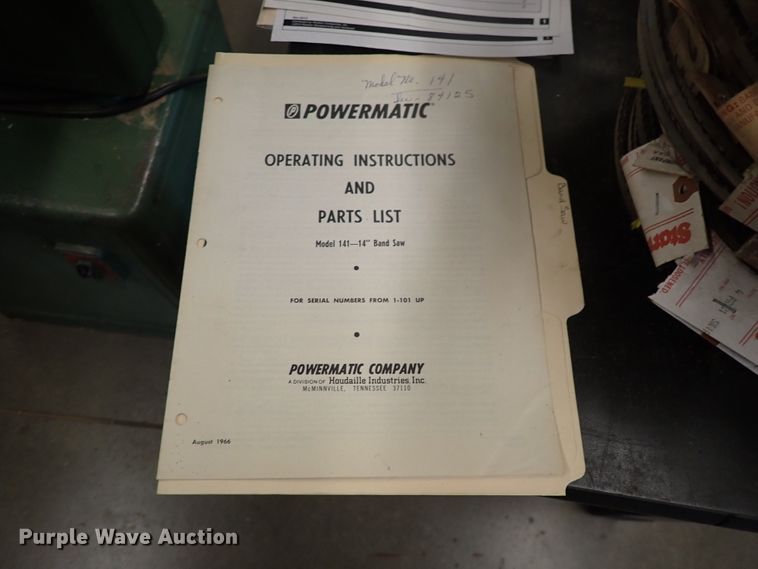 Model No. 141
Ser- 84125
POWERMATIC®
OPERATING INSTRUCTIONS
AND
PARTS LIST
Model 141—14" Band Saw
•
FOR SERIAL NUMBERS FROM 1-101 UP
•
POWERMATIC COMPANY
A DIVISION OF Houdaille Industries, Inc.
McMINNVILLE, TENNESSEE 37110
August 1966
Band Saw
Purple Wave Auction